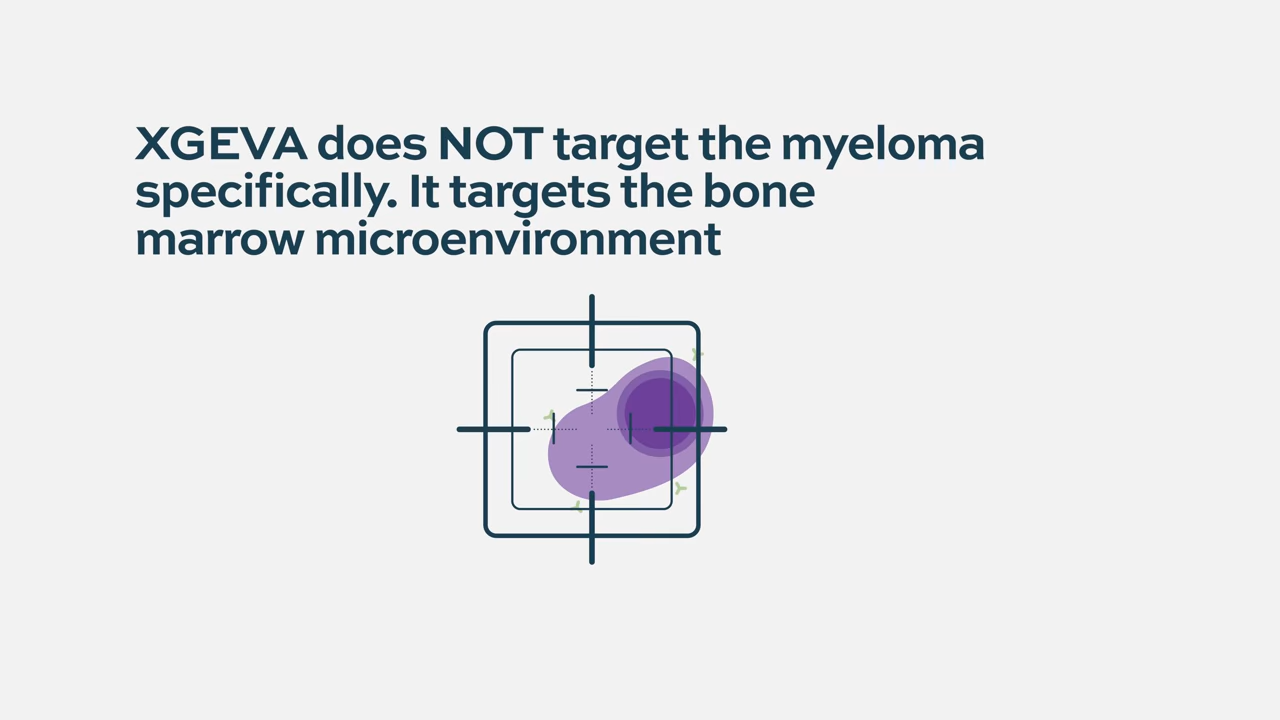 XGEVA does NOT target the myeloma
specifically. It targets the bone
marrow microenvironment